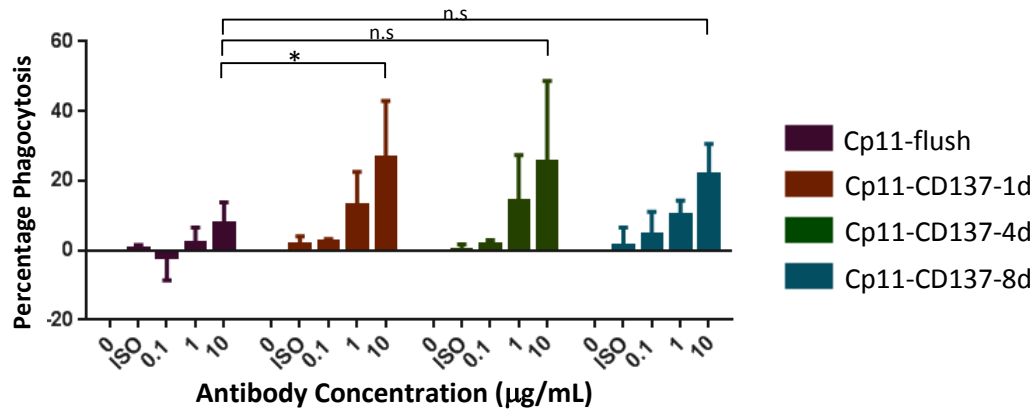 n.s
n.s
*
Percentage Phagocytosis
60
40
20
0
-20
0 ISO 0.1 1 10 0 ISO 0.1 1 10 0 ISO 0.1 1 10 0 ISO 0.1 1 10
Antibody Concentration (μg/mL)
Cp11-flush
Cp11-CD137-1d
Cp11-CD137-4d
Cp11-CD137-8d